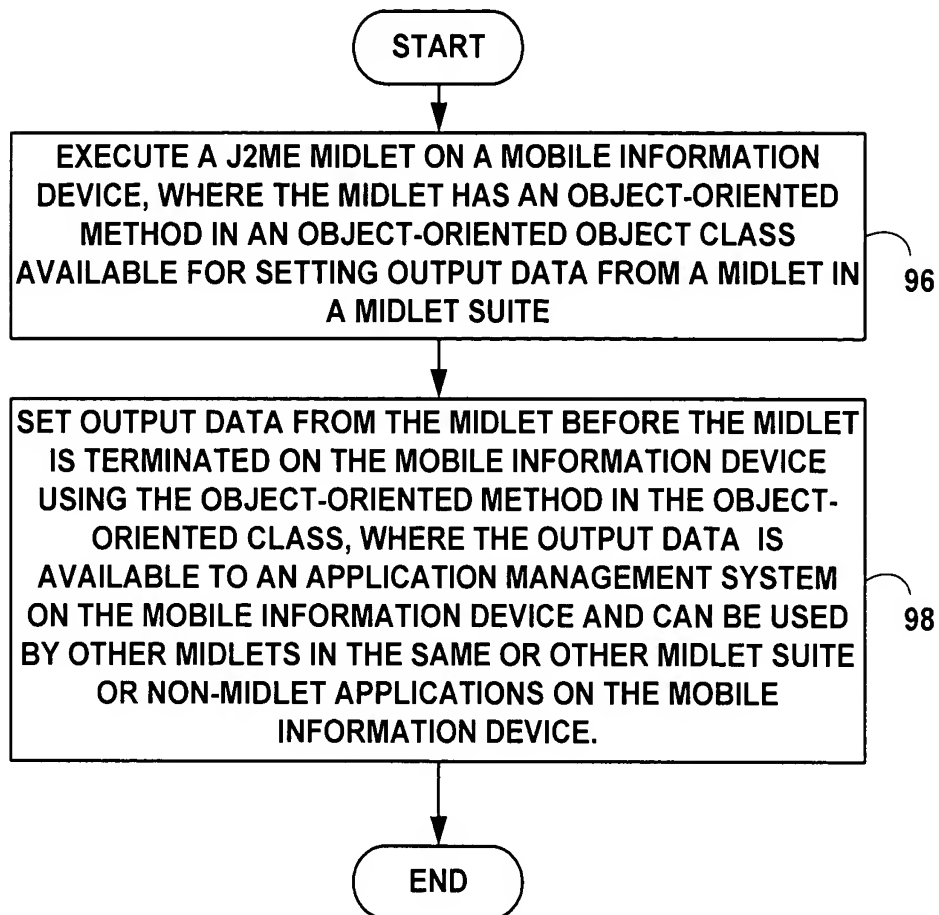 START
EXECUTE A J2ME MIDLET ON A MOBILE INFORMATION
DEVICE, WHERE THE MIDLET HAS AN OBJECT-ORIENTED
METHOD IN AN OBJECT-ORIENTED OBJECT CLASS
AVAILABLE FOR SETTING OUTPUT DATA FROM A MIDLET IN
A MIDLET SUITE
96
SET OUTPUT DATA FROM THE MIDLET BEFORE THE MIDLET
IS TERMINATED ON THE MOBILE INFORMATION DEVICE
USING THE OBJECT-ORIENTED METHOD IN THE OBJECT-
ORIENTED CLASS, WHERE THE OUTPUT DATA IS
AVAILABLE TO AN APPLICATION MANAGEMENT SYSTEM
ON THE MOBILE INFORMATION DEVICE AND CAN BE USED
BY OTHER MIDLETS IN THE SAME OR OTHER MIDLET SUITE
OR NON-MIDLET APPLICATIONS ON THE MOBILE
INFORMATION DEVICE.
98
END